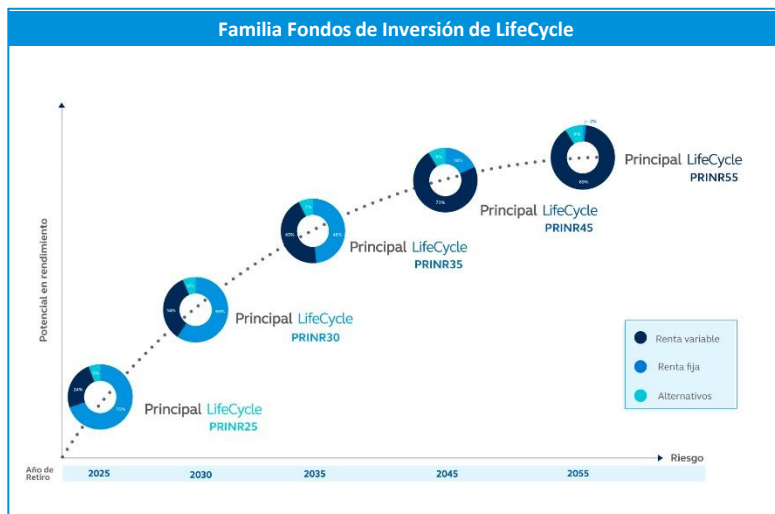 Familia Fondos de Inversión de LifeCycle
Potencial en rendimiento
Principal LifeCycle
PRINR55
Principal LifeCycle
PRINR45
Principal LifeCycle
PRINR35
Principal LifeCycle
PRINR30
Principal LifeCycle
PRINR25
Renta variable
Renta fija
Alternativos
Riesgo
Año de
Retiro
2025
2030
2035
2045
2055